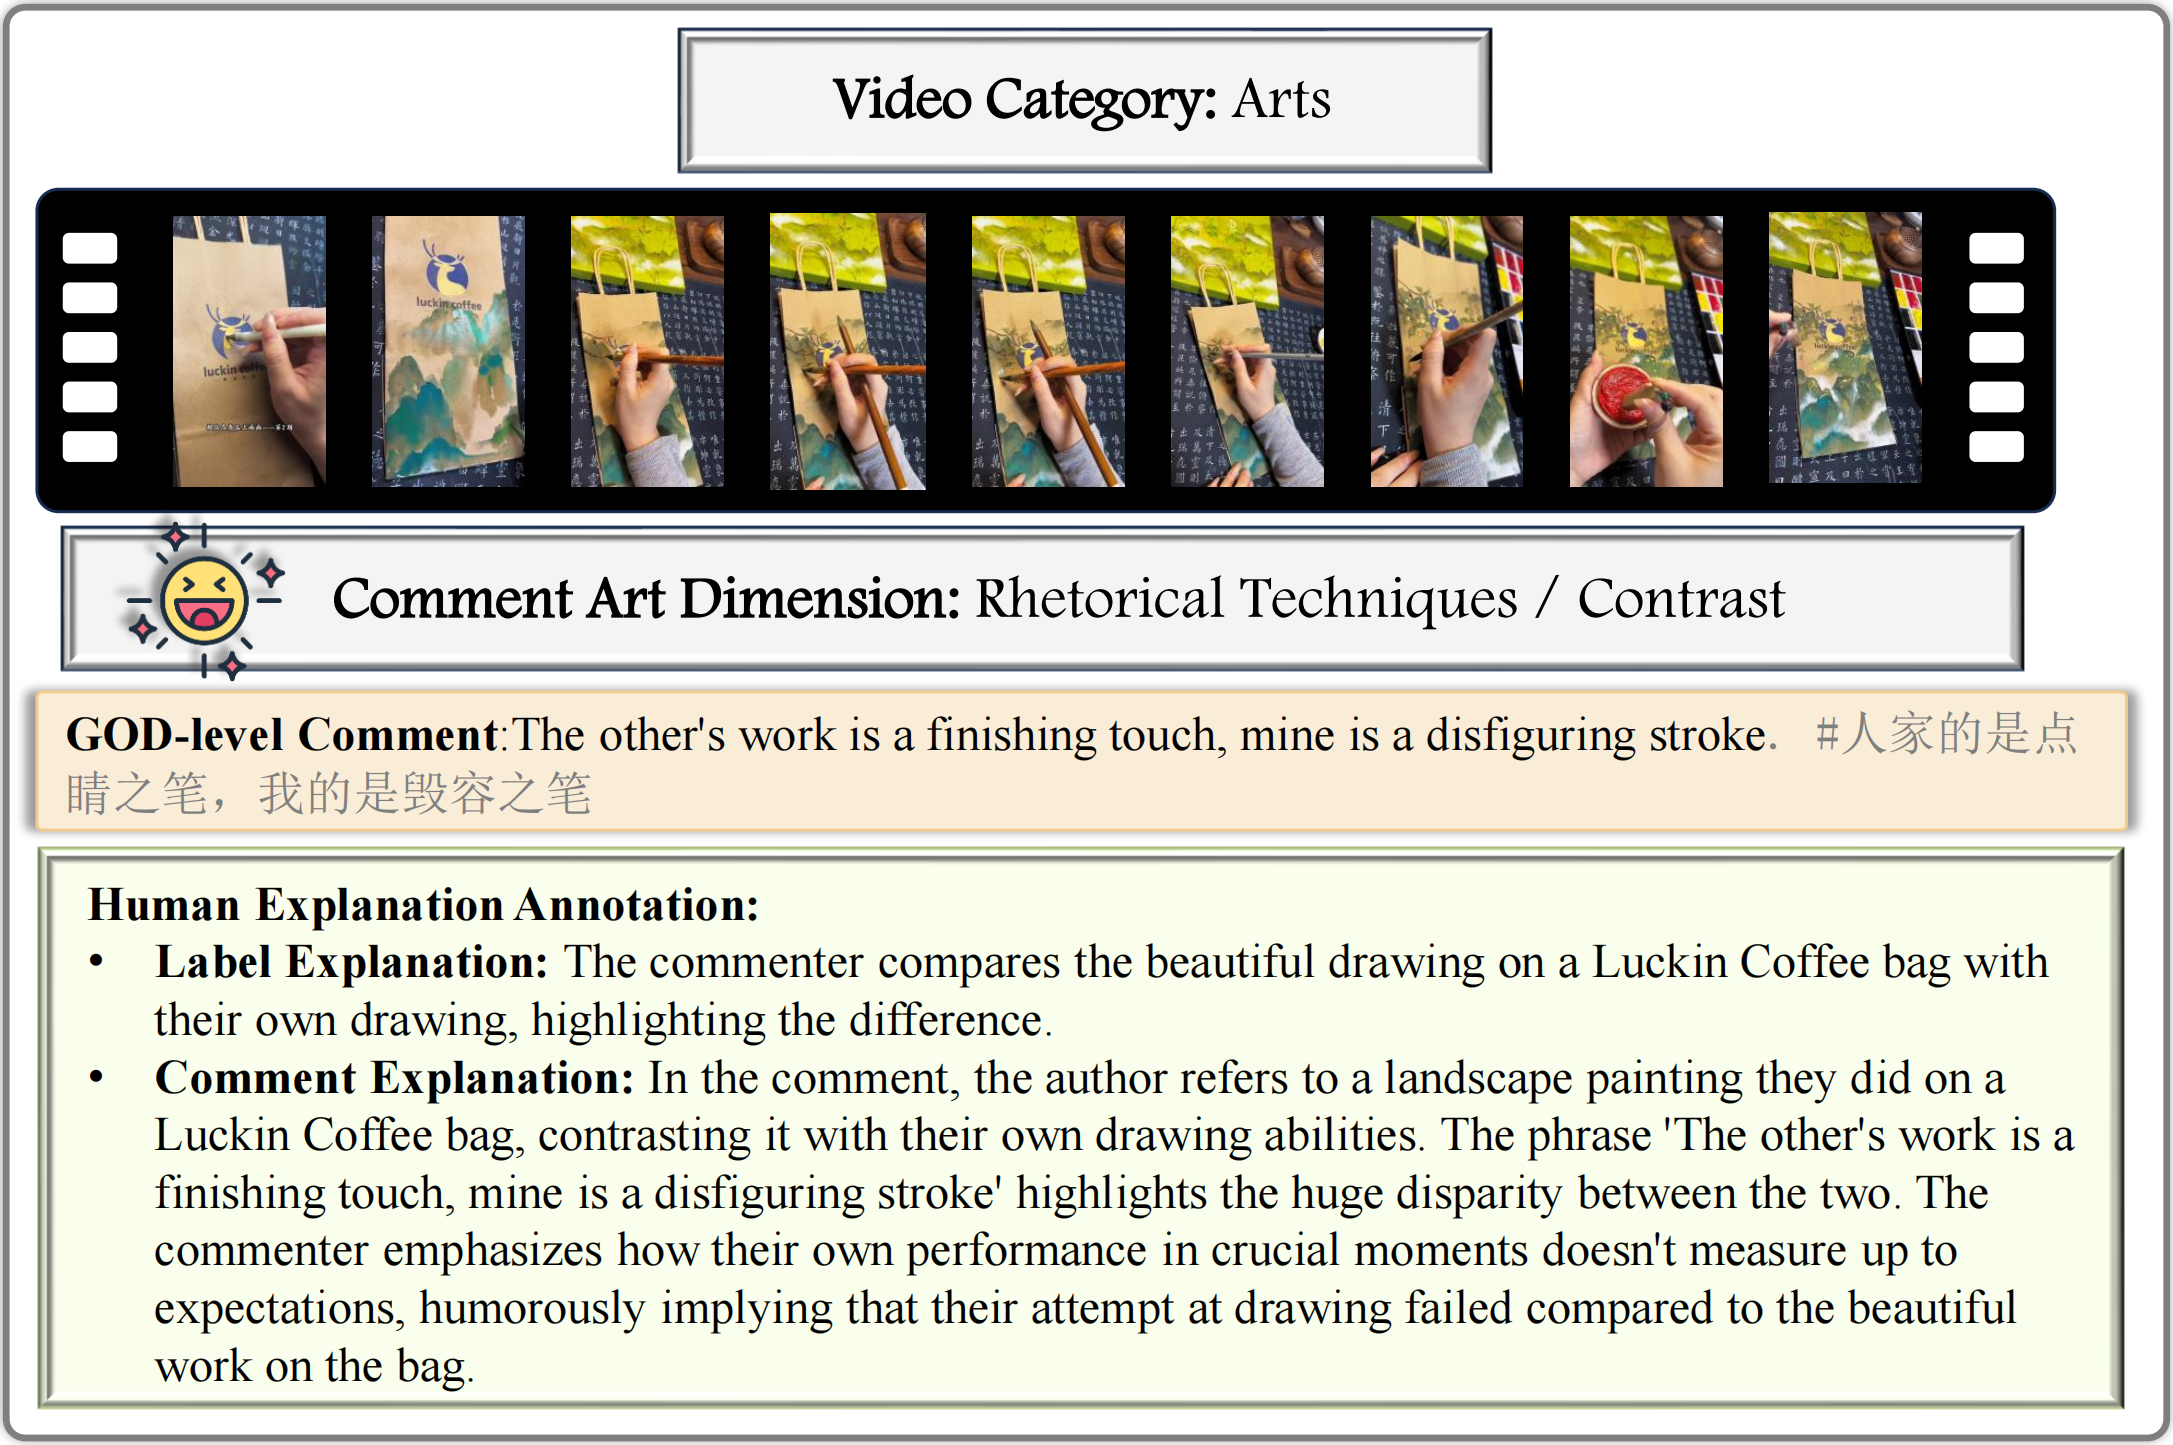 Video Category: Arts
luckin coffee
luckin coffee
Comment Art Dimension: Rhetorical Techniques / Contrast
GOD-level Comment:The other's work is a finishing touch, mine is a disfiguring stroke. #人家的是点
睛之笔，我的是毁容之笔
Human Explanation Annotation:
• Label Explanation: The commenter compares the beautiful drawing on a Luckin Coffee bag with
their own drawing, highlighting the difference.
• Comment Explanation: In the comment, the author refers to a landscape painting they did on a
Luckin Coffee bag, contrasting it with their own drawing abilities. The phrase 'The other's work is a
finishing touch, mine is a disfiguring stroke' highlights the huge disparity between the two. The
commenter emphasizes how their own performance in crucial moments doesn't measure up to
expectations, humorously implying that their attempt at drawing failed compared to the beautiful
work on the bag.